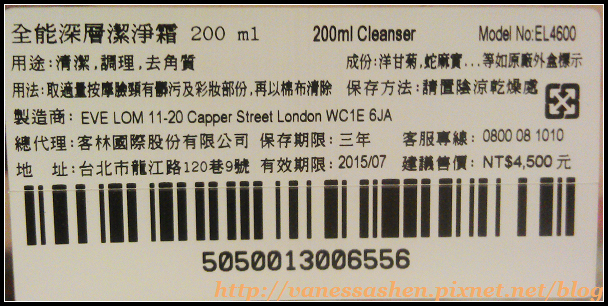 全能深層潔淨霜 200 ml 200ml Cleanser Model No:EL4600
用途:清潔,調理,去角質 成份:洋甘菊,蛇麻實...等如原廠外盒標示
用法:取適量按摩臉頸有髒污及彩妝部份,再以棉布清除 保存方法:請置陰涼乾燥處
製造商: EVE LOM 11-20 Capper Street London WC1E 6JA
總代理:客林國際股份有限公司 保存期限:三年 客服專線: 0800 08 1010
地 址:台北市龍江路120巷9號 有效期限:2015/07 建議售價: NT$4,500 元
5050013006556
http://vanessashen.pixnet.net/blog